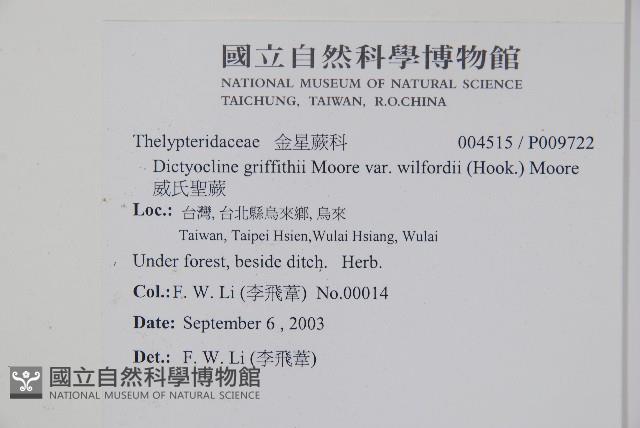 國立自然科學博物館
NATIONAL MUSEUM OF NATURAL SCIENCE
TAICHUNG, TAIWAN, R.O.CHINA
Thelypteridaceae 金星蕨科 004515 / P009722
Dictyocline griffithii Moore var. wilfordii (Hook.) Moore
威氏聖蕨
Loc.: 台灣, 台北縣烏來鄉, 烏來
Taiwan, Taipei Hsien,Wulai Hsiang, Wulai
Under forest, beside ditch. Herb.
Col.: F. W. Li (李飛葦) No.00014
Date: September 6 , 2003
Det.: F. W. Li (李飛葦)
國立自然科學博物館
NATIONAL MUSEUM OF NATURAL SCIENCE